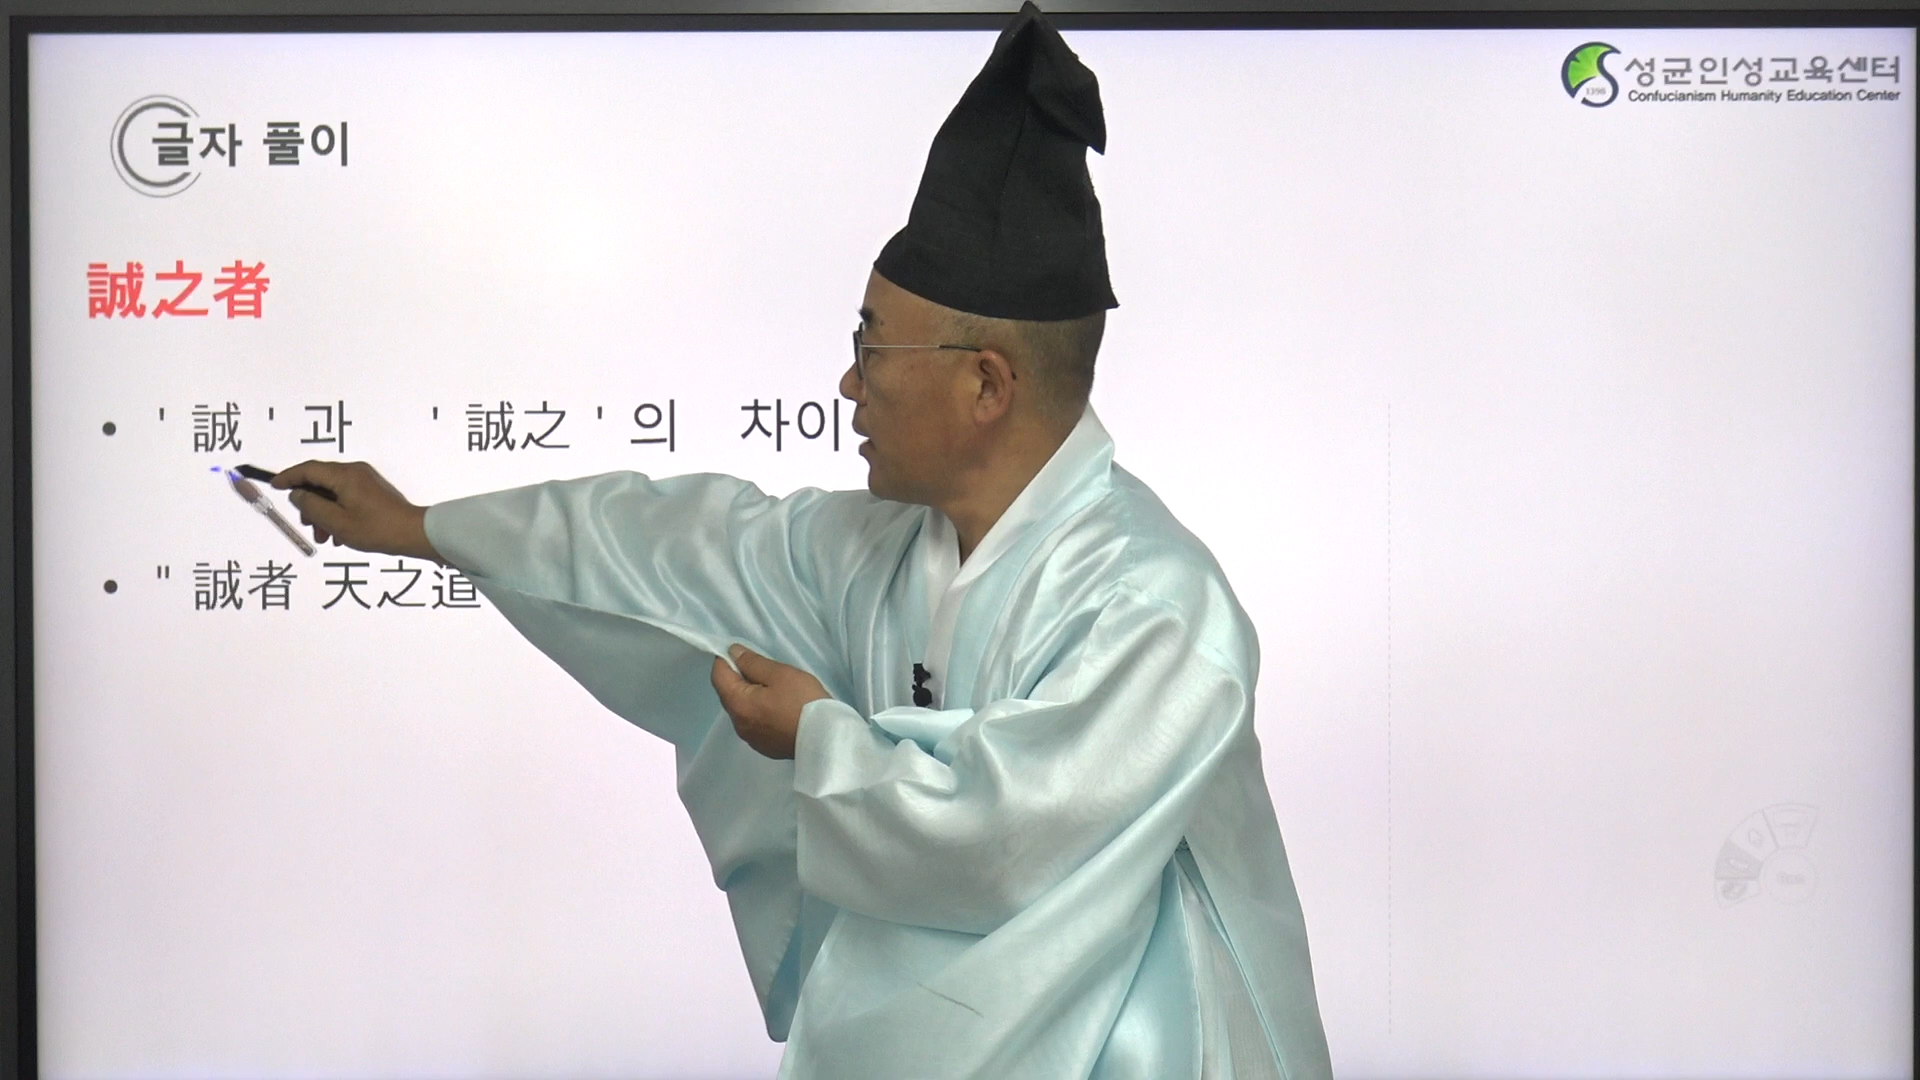 성균인성교육센터
Confucianism Humanity Education Center
1398
글자 풀이
誠之者
• ' 誠 ' 과 ' 誠之 ' 의 차이
• " 誠者 天之道